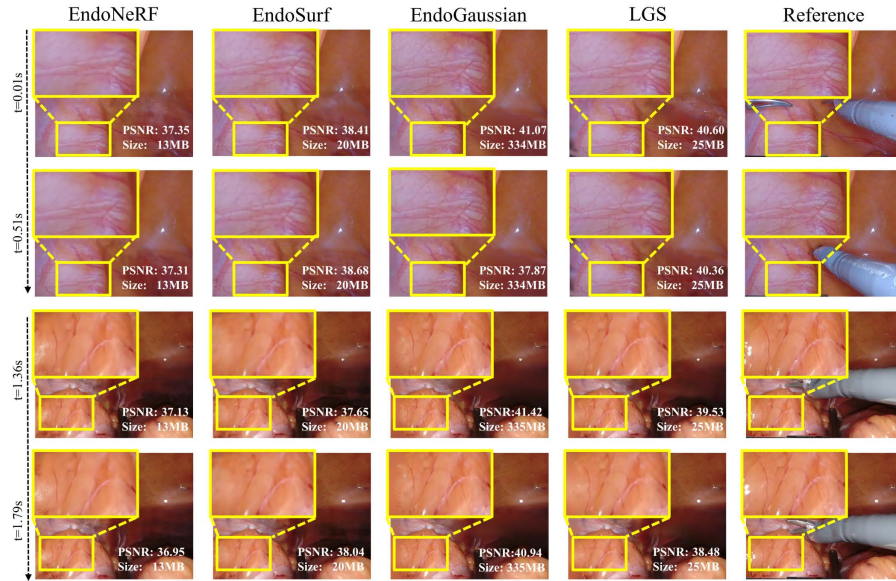 EndoNeRF EndoSurf EndoGaussian LGS Reference
t=0.01s
PSNR: 37.35
Size: 13MB
PSNR: 38.41
Size: 20MB
PSNR: 41.07
Size: 334MB
PSNR: 40.60
Size: 25MB
t=0.51s
PSNR: 37.31
Size: 13MB
PSNR: 38.68
Size: 20MB
PSNR: 37.87
Size: 334MB
PSNR: 40.36
Size: 25MB
t=1.36s
PSNR: 37.13
Size: 13MB
PSNR: 37.65
Size: 20MB
PSNR:41.42
Size: 335MB
PSNR: 39.53
Size: 25MB
t=1.79s
PSNR: 36.95
Size: 13MB
PSNR: 38.04
Size: 20MB
PSNR:40.94
Size: 335MB
PSNR: 38.48
Size: 25MB